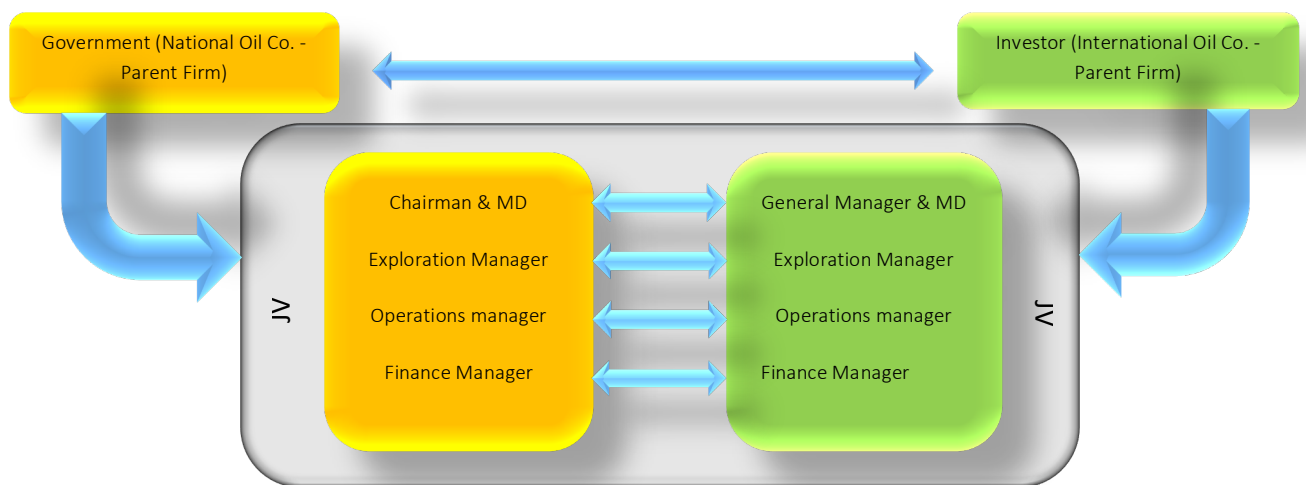 Government (National Oil Co. -
Parent Firm)
Investor (International Oil Co. -
Parent Firm)
JV
Chairman & MD
Exploration Manager
Operations manager
Finance Manager
General Manager & MD
Exploration Manager
Operations manager
Finance Manager
JV